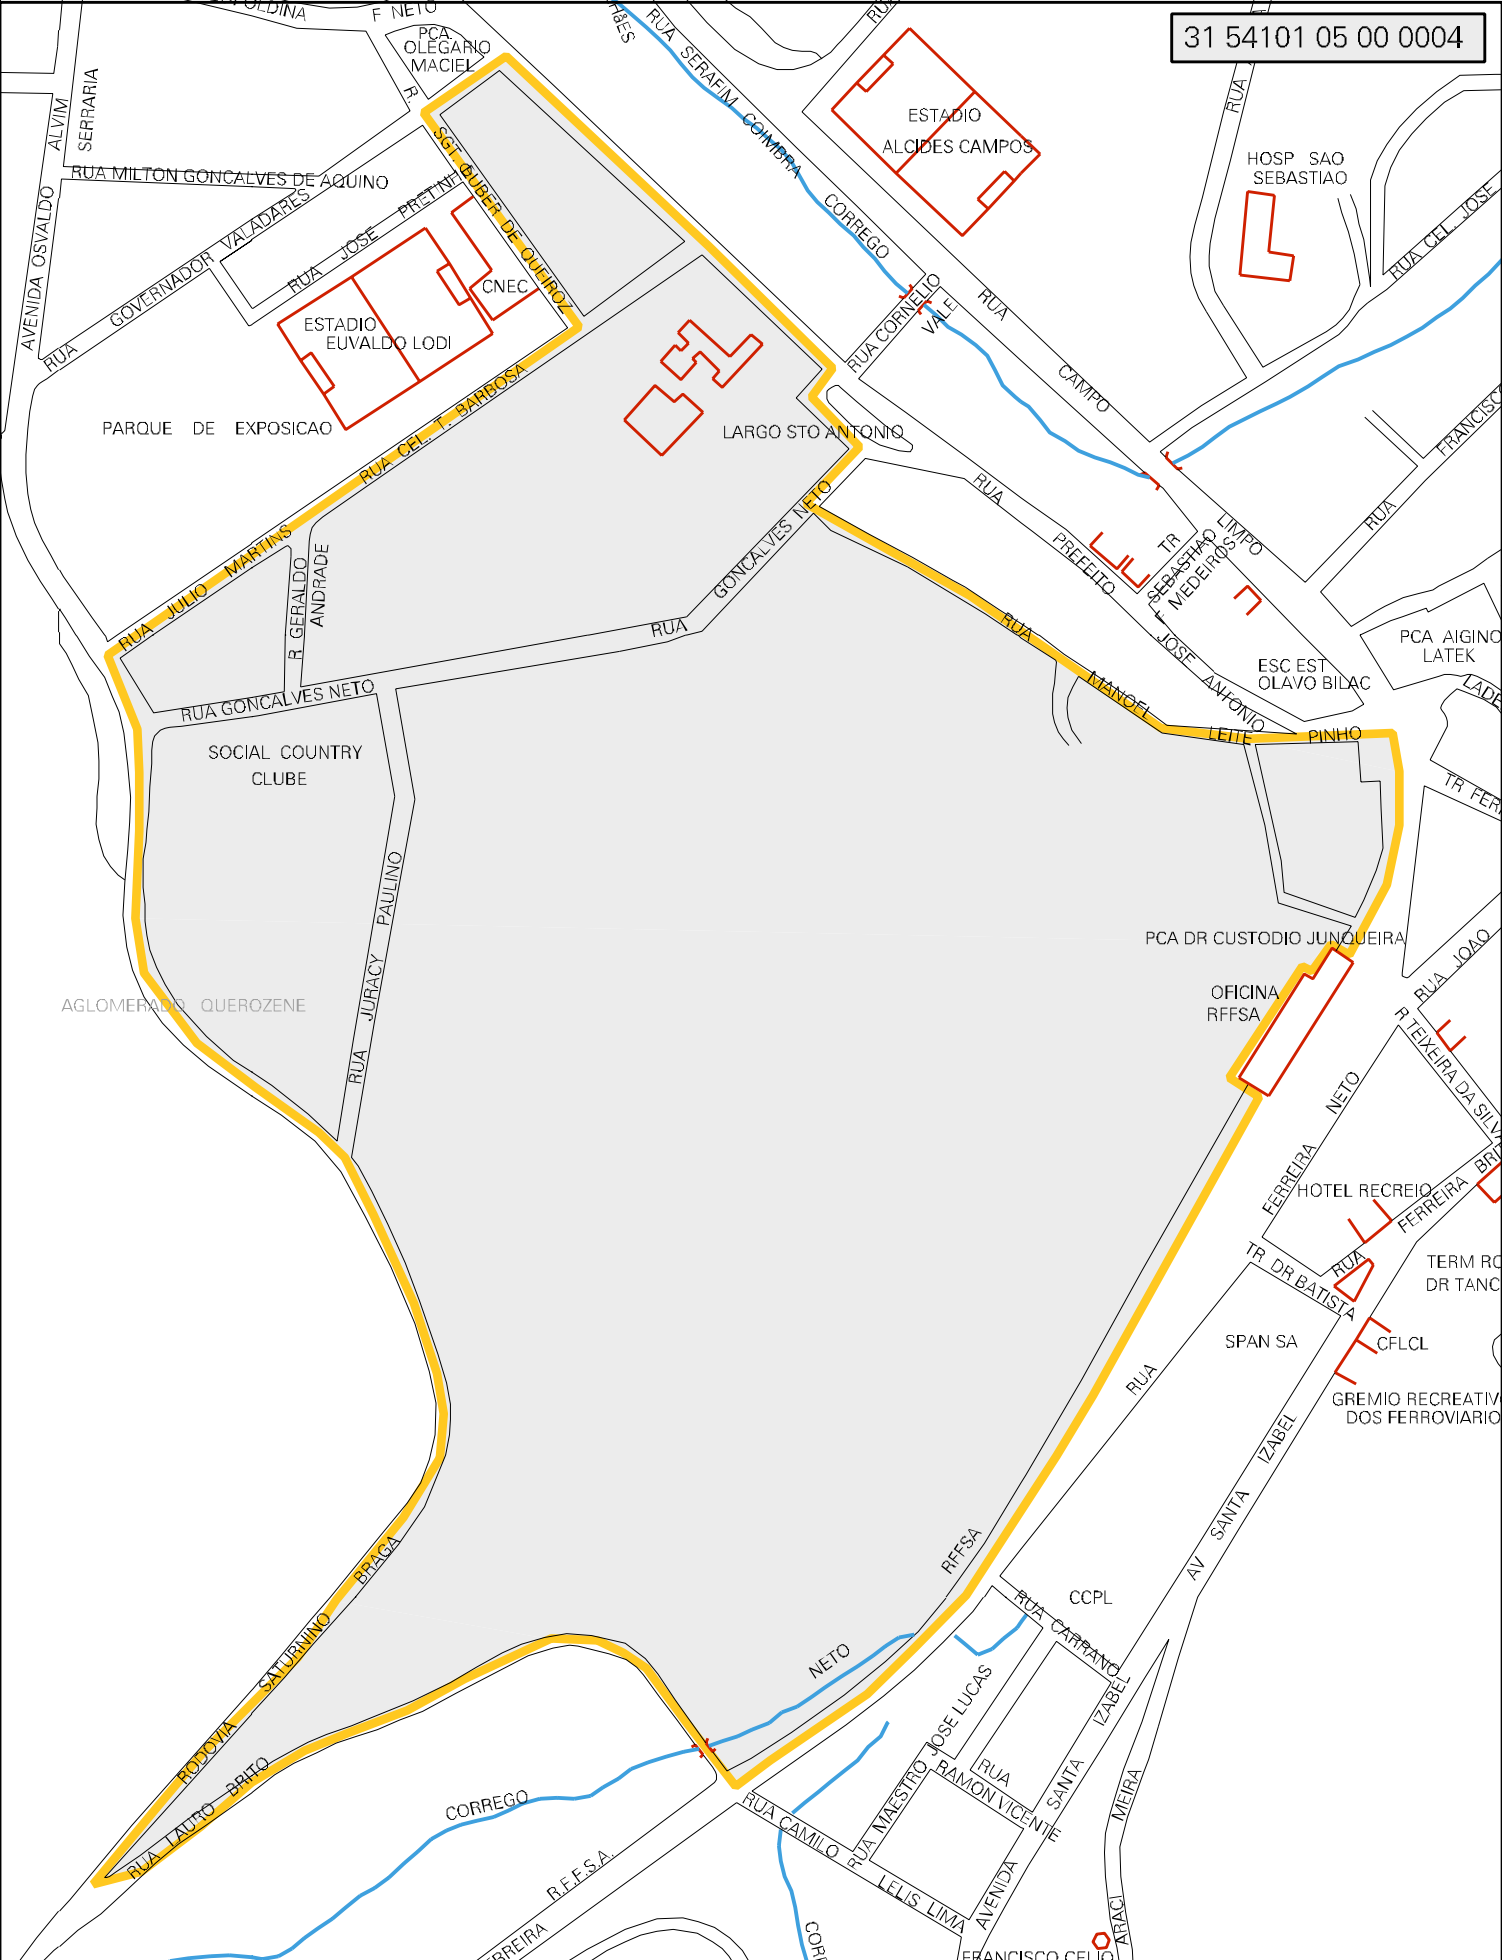 31 54101 05 00 0004
F NETO
PCA.
OLEGARIO
MACIEL
R.
SGT. GUBER DE QUEIROZ
RUA SERAFIM COIMBRA
CORREGO
ESTADIO
ALCIDES CAMPOS
HOSP SAO
SEBASTIAO
RUA
RUA CEL. JOSE
ALVIM
SERRARIA
AVENIDA OSVALDO
RUA MILTON GONCALVES DE AQUINO
RUA GOVERNADOR VALADARES
RUA JOSE PRETINH
CNEC
ESTADIO
EUVALDO LODI
PARQUE DE EXPOSICAO
RUA CORNELIO
VALE
RUA CAMPO LIMPO
LARGO STO ANTONIO
RUA CEL. T. BARBOSA
RUA JULIO MARTINS
R GERALDO
ANDRADE
RUA GONCALVES NETO
RUA GONCALVES NETO
RUA PREFEITO JOSE ANTONIO
TR
SEBASTIAO
F MEDEIROS
RUA FRANCISC
PCA AIGINO
LATEK
LADE
ESC EST
OLAVO BILAC
RUA MANOEL LEITE PINHO
TR FER
SOCIAL COUNTRY
CLUBE
RUA JURACY PAULINO
AGLOMERADO QUEROZENE
PCA DR CUSTODIO JUNQUEIRA
OFICINA
RFFSA
RUA JOAO
R TEIXEIRA DA SILVA
RUA FERREIRA NETO
HOTEL RECREIO
RUA FERREIRA BRI
TR DR BATISTA
TERM RO
DR TANC
SPAN SA
CFLCL
GREMIO RECREATIV
DOS FERROVIARIO
AV SANTA IZABEL
RFFSA
NETO
CCPL
RUA CARRANO
RODOVIA SATURNINO BRAGA
RUA LAURO BRITO
CORREGO
R.F.F.S.A.
RREIRA
RUA CAMILO LELIS LIMA
RUA MAESTRO JOSE LUCAS
RUA
RAMON VICENTE
AVENIDA SANTA IZABEL
ARACI MEIRA
CORR
FRANCISCO CELIO